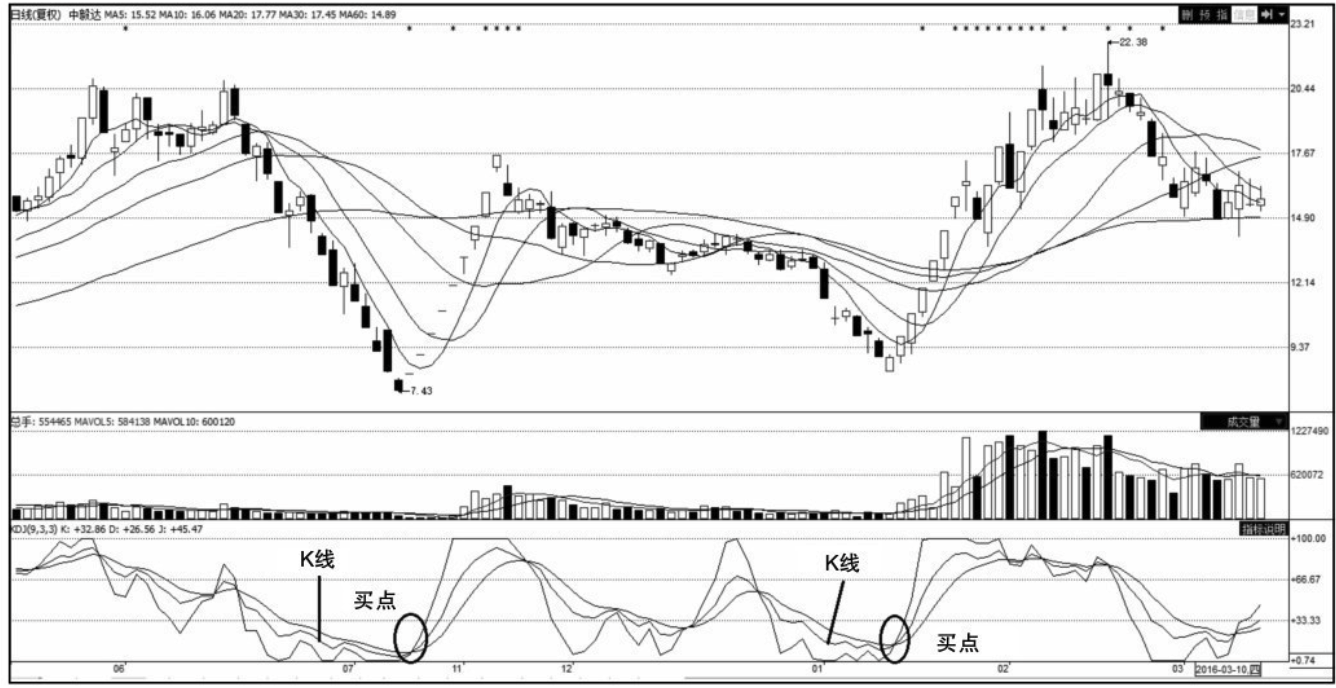 日线(复权) 中毅达 MA5: 15.52 MA10: 16.06 MA20: 17.77 MA30: 17.45 MA60: 14.89
删 预 指 信息
23.21
22.38
20.44
17.67
14.90
12.14
9.37
7.43
总手: 554465 MAVOL5: 584138 MAVOL10: 600120
成交量
1227490
620072
KDJ(9,3,3) K: +32.86 D: +26.56 J: +45.47
指标说明
+100.00
K线
K线
+66.67
买点
+33.33
买点
+0.74
06 07 11 12 01 02 03 2016-03-10,四